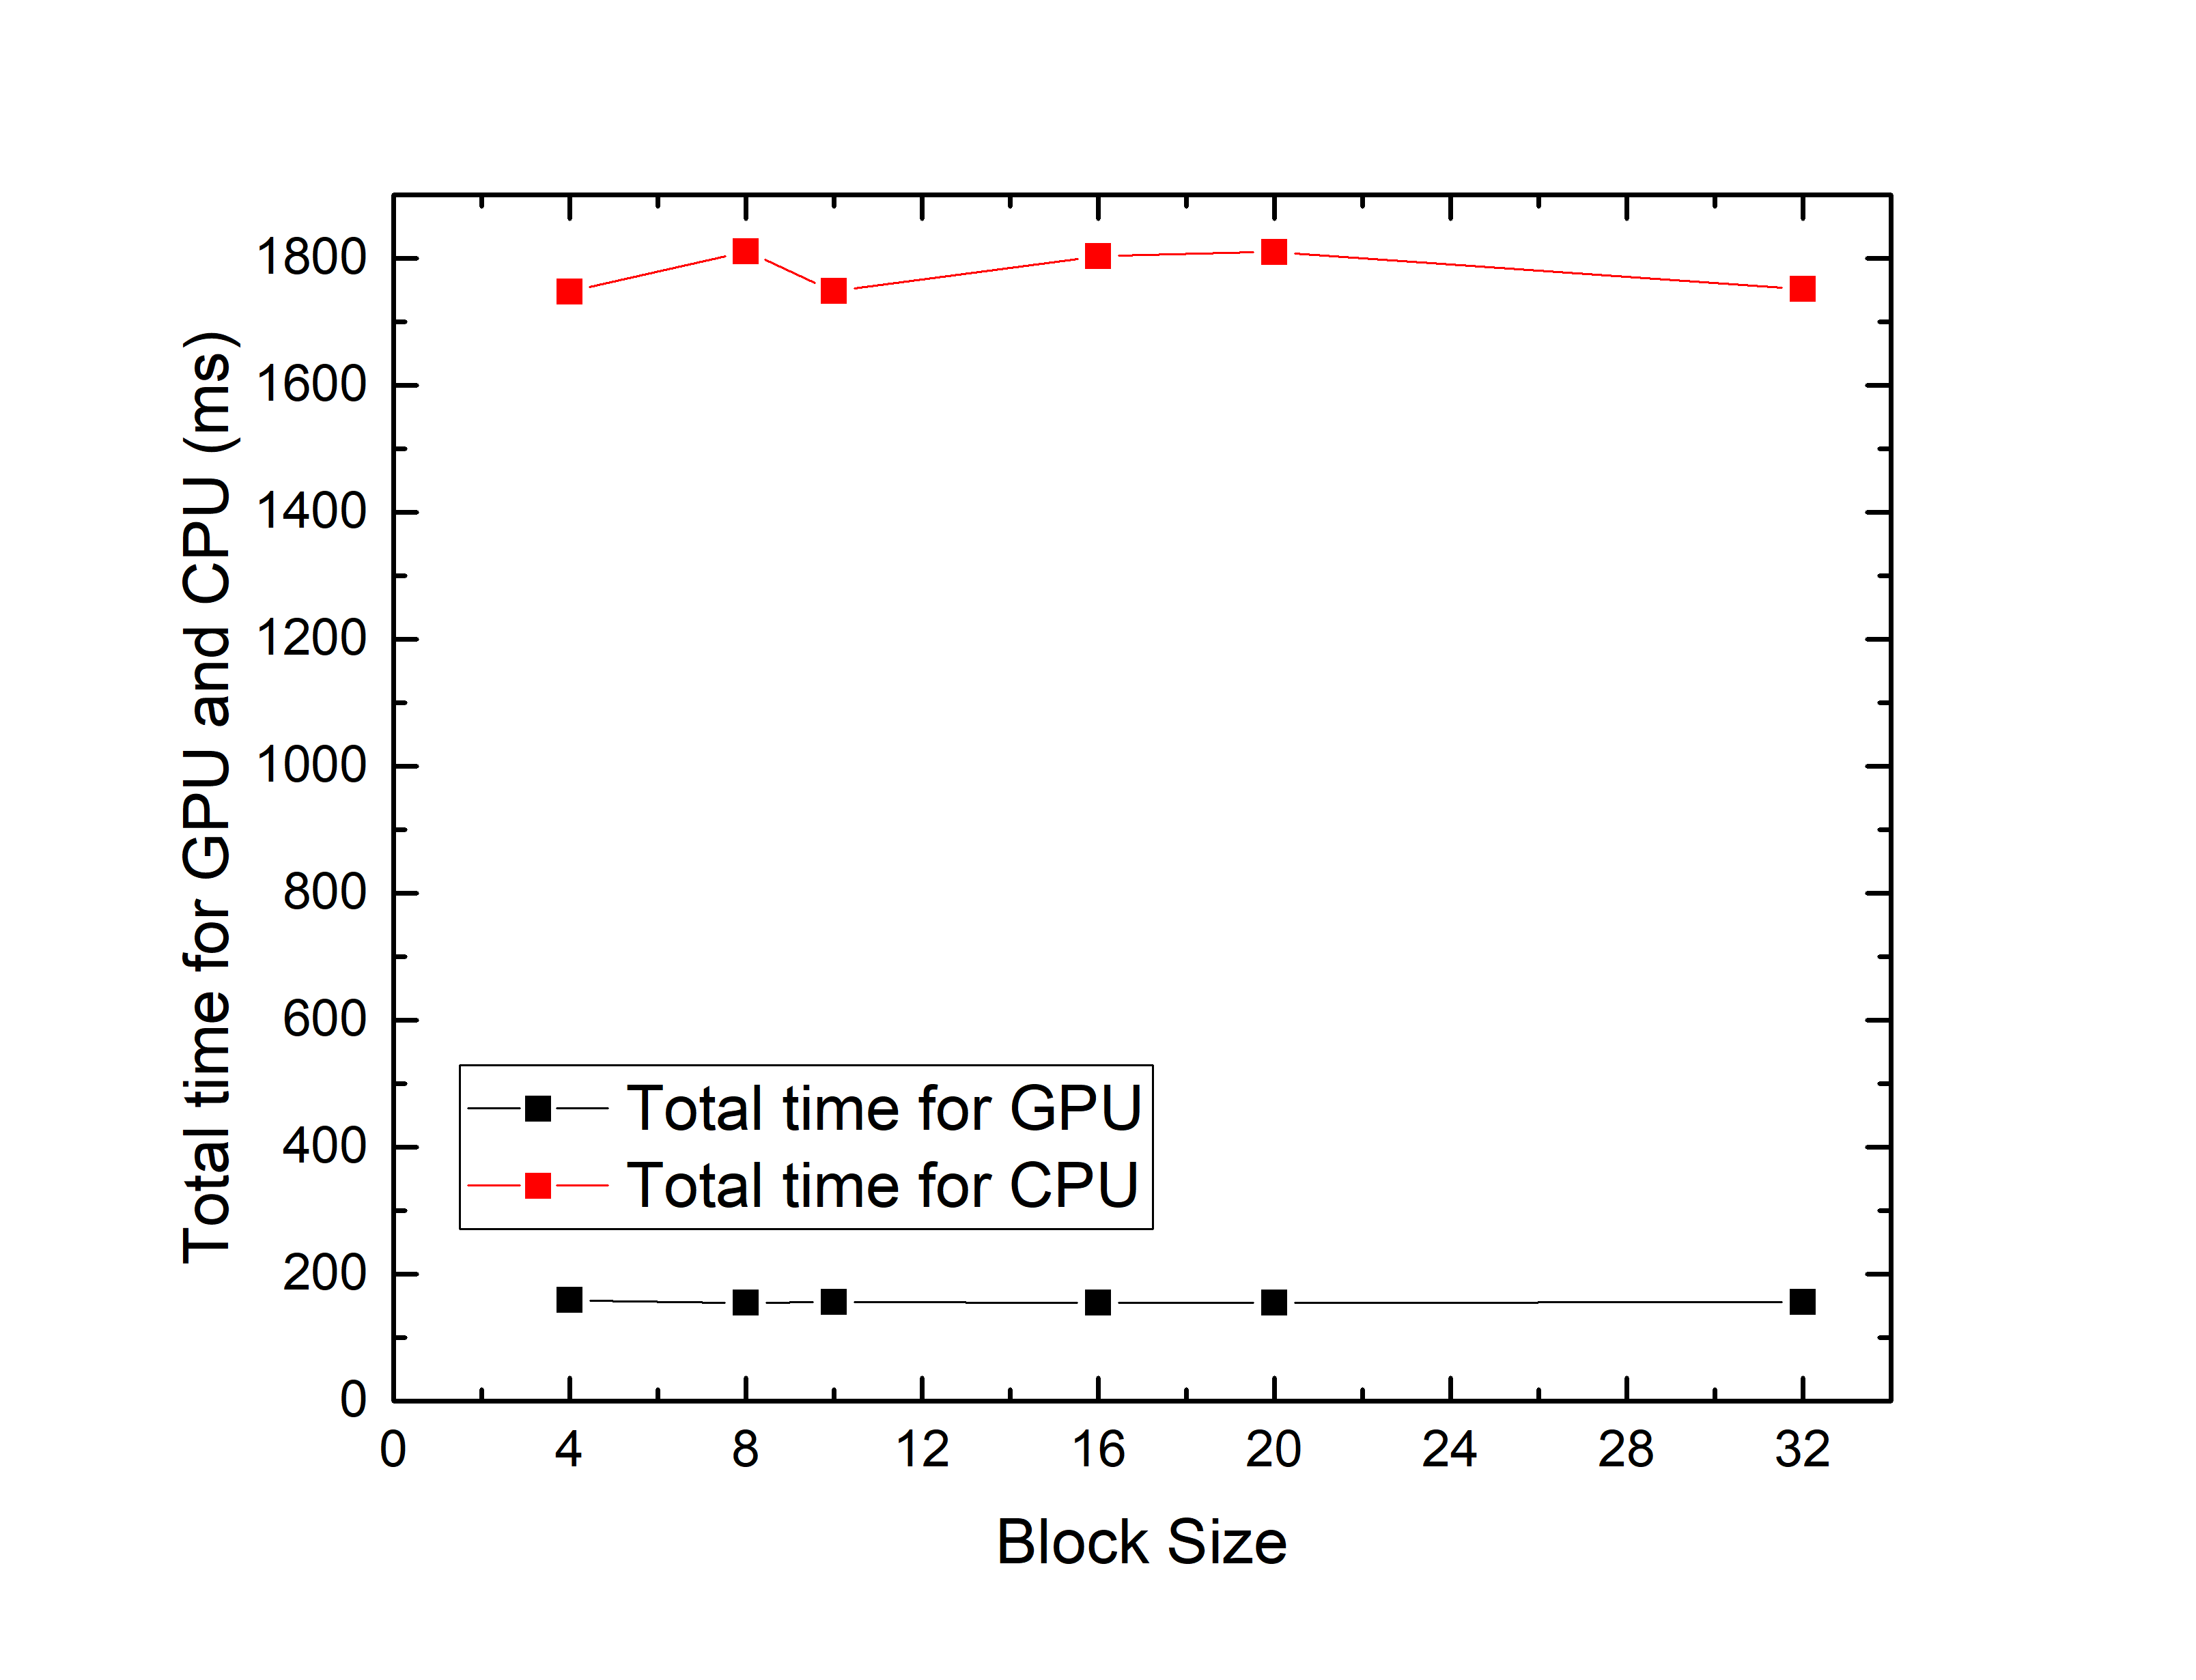 Total time for GPU and CPU (ms)
1800
1600
1400
1200
1000
800
600
400
200
0
Total time for GPU
Total time for CPU
0 4 8 12 16 20 24 28 32
Block Size